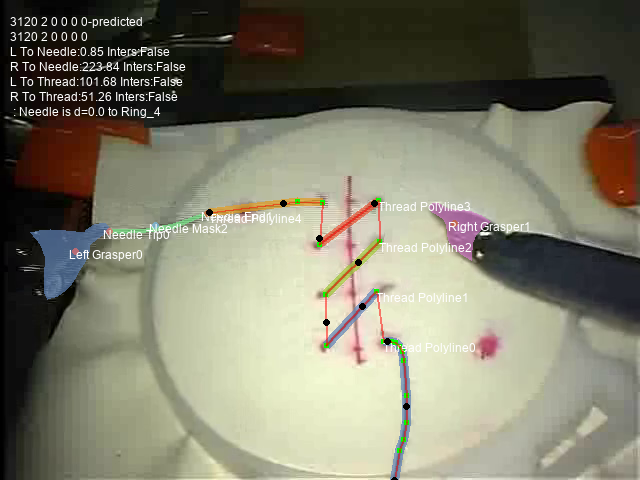 3120 2 0 0 0 0-predicted
3120 2 0 0 0 0
L To Needle:0.85 Inters:False
R To Needle:223.84 Inters:False
L To Thread:101.68 Inters:False
R To Thread:51.26 Inters:False
: Needle is d=0.0 to Ring_4
Thread Polyline3
Needle End1
Thread Polyline4
Right Grasper1
Needle Mask2
Needle Tip0
Thread Polyline2
Left Grasper0
Thread Polyline1
Thread Polyline0